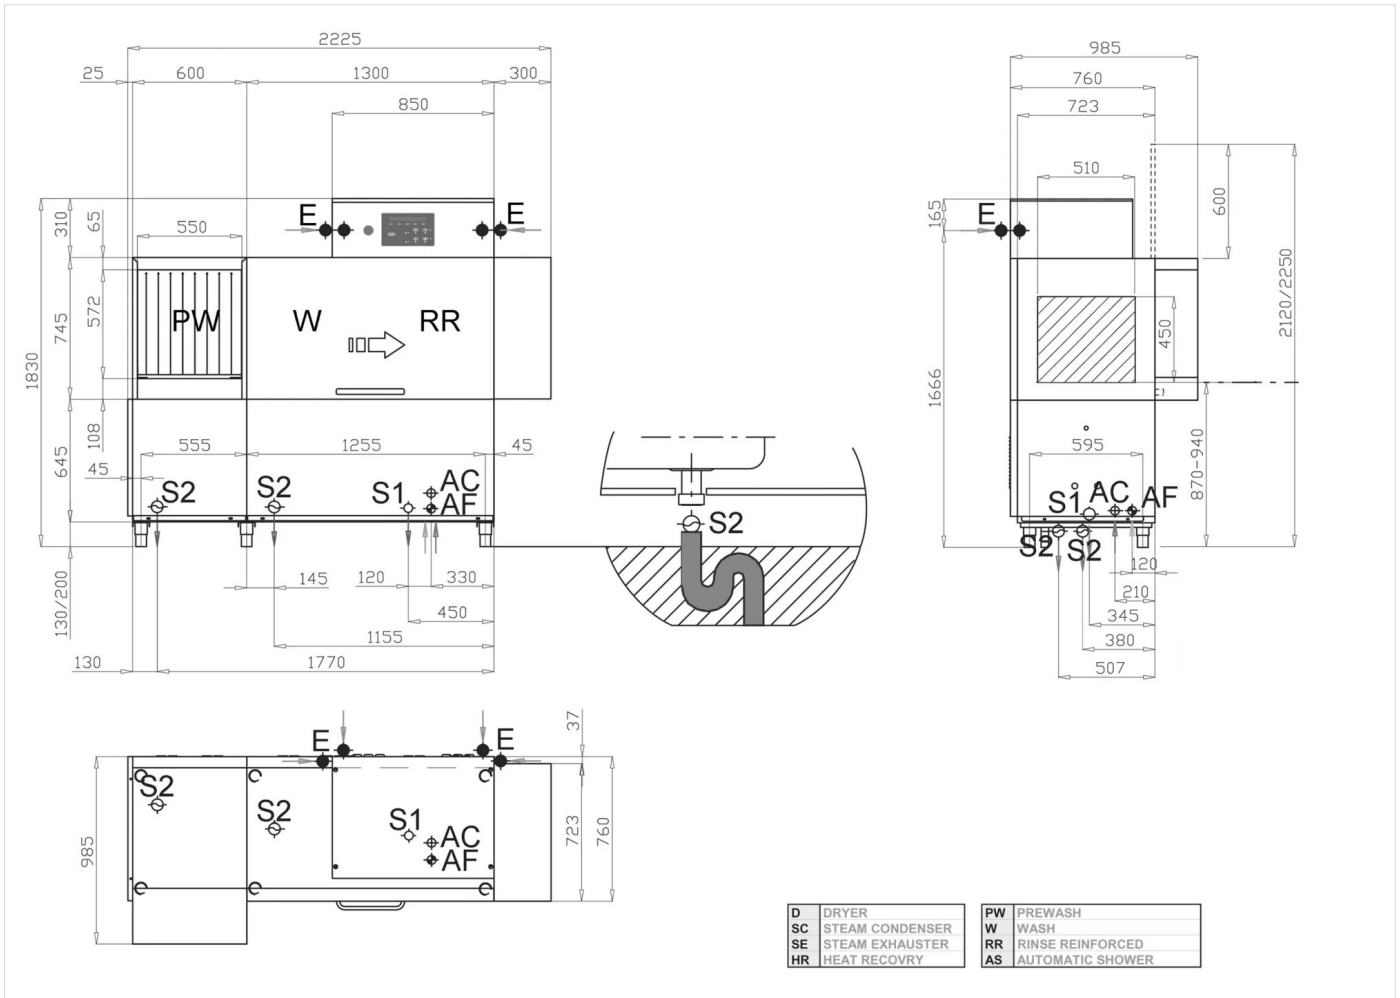 2225
25 600 1300 300
850
E E
310 65
550
PW W RR
572
745
1830
108
645
555 1255 45
45
S2 S2 S1 AC
AF
130/200
145 120 330
450
1155
130 1770
S2
985
760
723
510
600
165
E
450
2120/2250
1666
595
870-940
S1 AC AF
S2 S2
120
210
345
380
507
37
E E
S2
S2 S1 AC
AF
985
723 760
D DRYER
SC STEAM CONDENSER
SE STEAM EXHAUSTER
HR HEAT RECOVRY
PW PREWASH
W WASH
RR RINSE REINFORCED
AS AUTOMATIC SHOWER